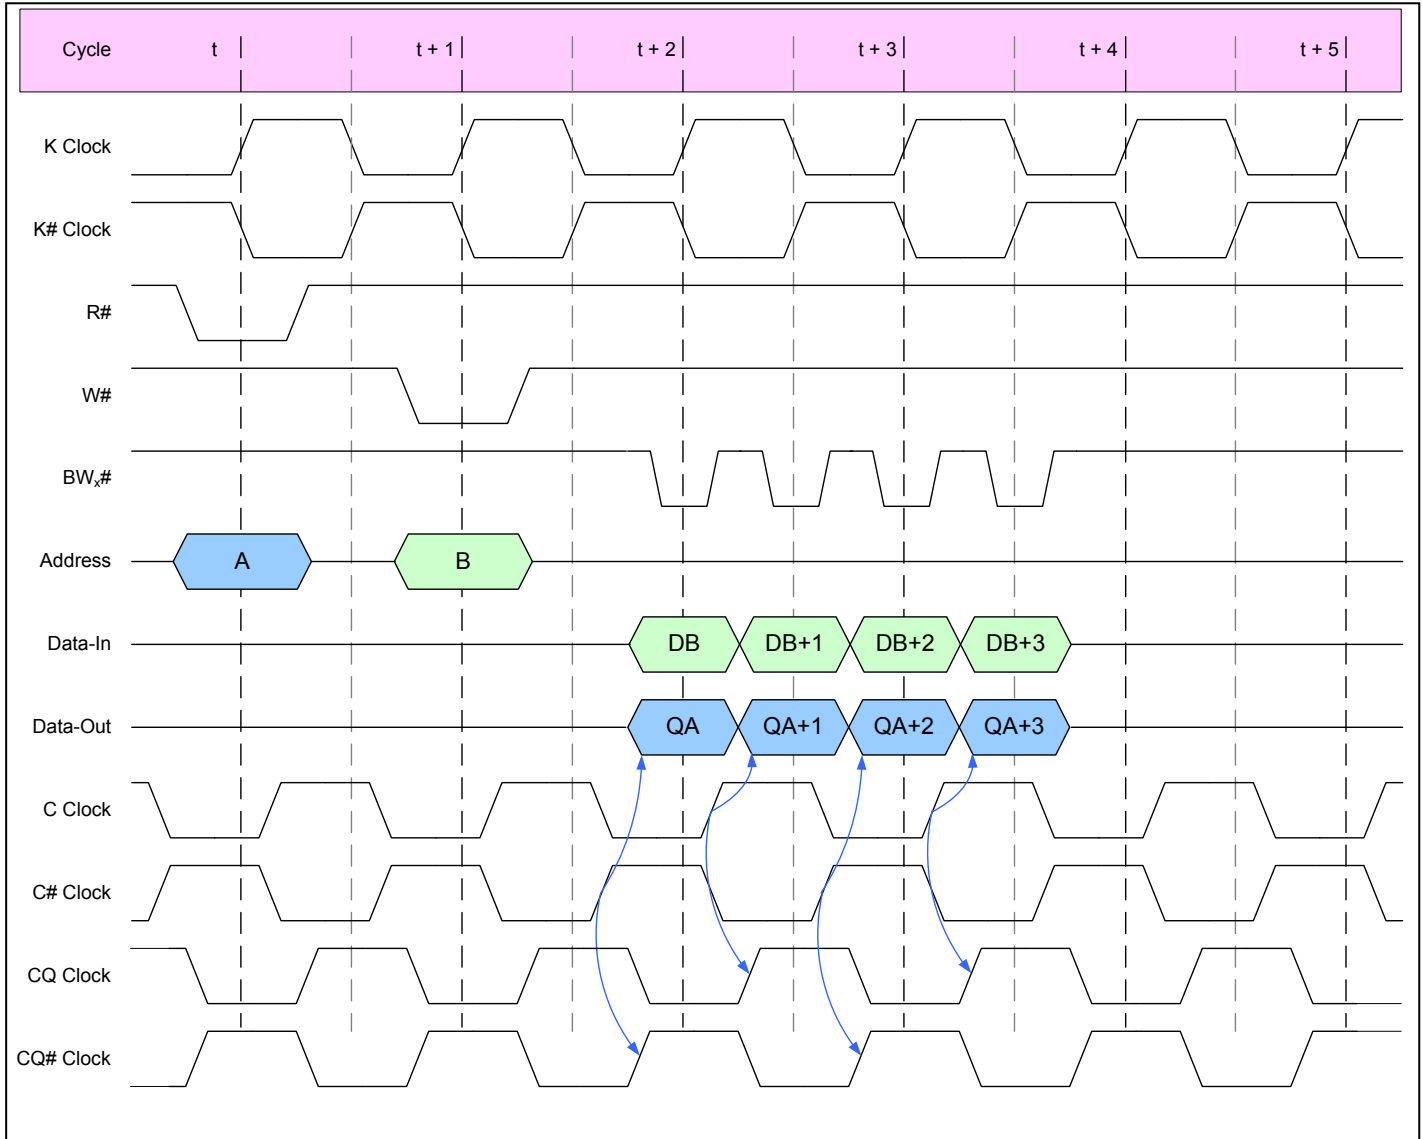 Cycle t t + 1 t + 2 t + 3 t + 4 t + 5
K Clock
K# Clock
R#
W#
BWx#
Address A B
Data-In DB DB+1 DB+2 DB+3
Data-Out QA QA+1 QA+2 QA+3
C Clock
C# Clock
CQ Clock
CQ# Clock